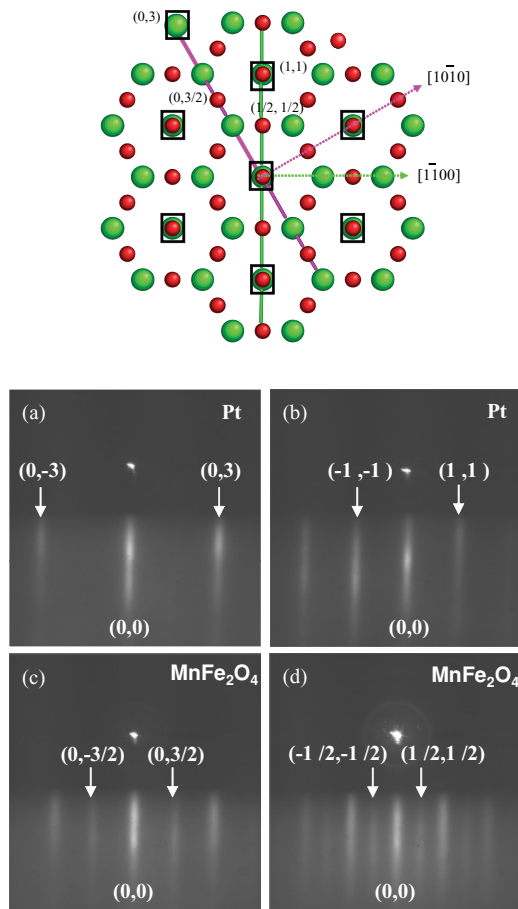 (0,3)
(1,1)
(0,3/2)
(1/2, 1/2)
[101̄0]
[1̄100]
(a)
Pt
(0,-3)
(0,3)
(0,0)
(b)
Pt
(-1 ,-1 )
(1 ,1 )
(0,0)
(c)
MnFe₂O₄
(0,-3/2)
(0,3/2)
(0,0)
(d)
MnFe₂O₄
(-1 /2,-1 /2)
(1 /2,1 /2)
(0,0)